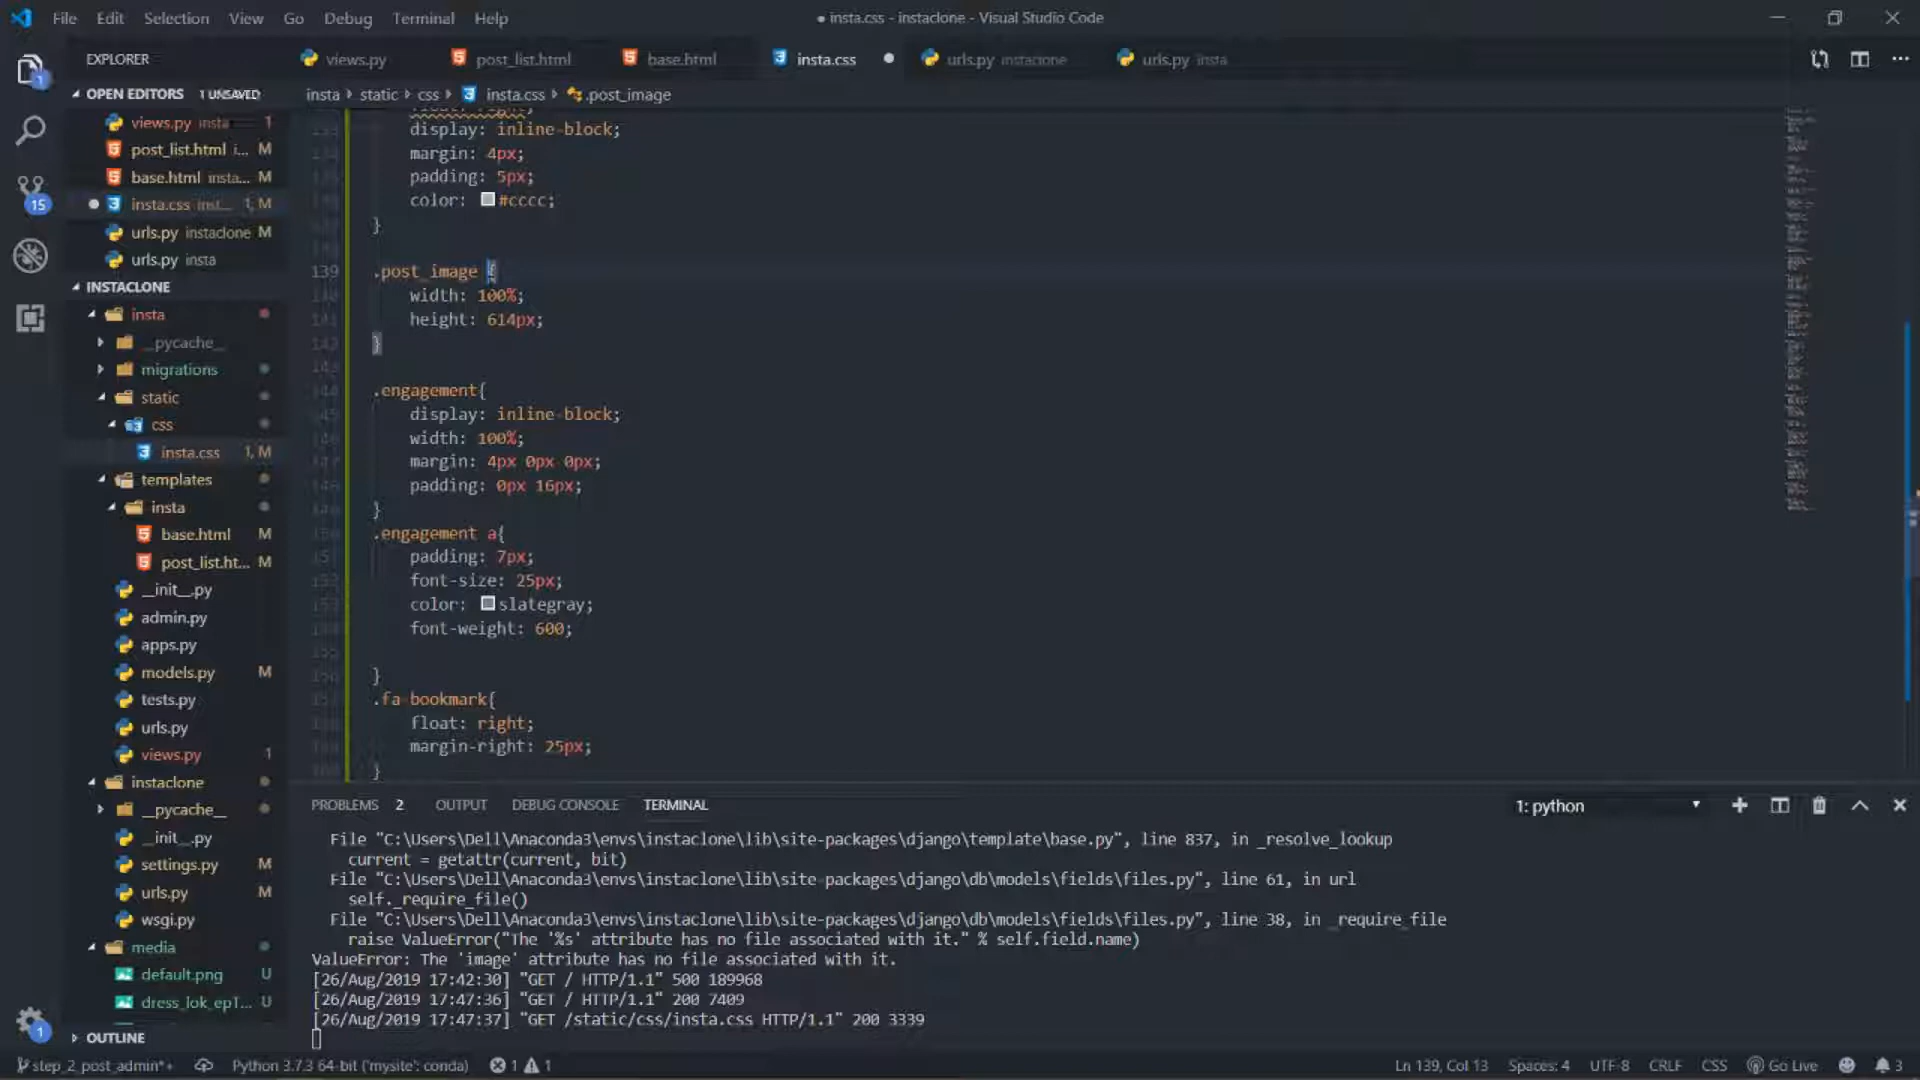 File Edit Selection View Go Debug Terminal Help
● insta.css - instaclone - Visual Studio Code
EXPLORER
views.py
post_list.html
base.html
insta.css
urls.py instaclone
urls.py insta
OPEN EDITORS 1 UNSAVED
insta > static > css > insta.css > .post_image
views.py insta 1
post_list.html i... M
base.html insta... M
insta.css inst... 1, M
urls.py instaclone M
urls.py insta
INSTACLONE
insta
__pycache__
migrations
static
css
insta.css 1, M
templates
insta
base.html M
post_list.ht... M
__init__.py
admin.py
apps.py
models.py M
tests.py
urls.py
views.py 1
instaclone
__pycache__
__init__.py
settings.py M
urls.py M
wsgi.py
media
default.png U
dress_lok_epT... U
OUTLINE
display: inline-block;
margin: 4px;
padding: 5px;
color: #cccc;
}
139 .post_image {
width: 100%;
height: 614px;
}
.engagement{
display: inline-block;
width: 100%;
margin: 4px 0px 0px;
padding: 0px 16px;
}
.engagement a{
padding: 7px;
font-size: 25px;
color: slategray;
font-weight: 600;
}
.fa-bookmark{
float: right;
margin-right: 25px;
}
PROBLEMS 2 OUTPUT DEBUG CONSOLE TERMINAL
1: python
File "C:\Users\Dell\Anaconda3\envs\instaclone\lib\site-packages\django\template\base.py", line 837, in _resolve_lookup
current = getattr(current, bit)
File "C:\Users\Dell\Anaconda3\envs\instaclone\lib\site-packages\django\db\models\fields\files.py", line 61, in url
self._require_file()
File "C:\Users\Dell\Anaconda3\envs\instaclone\lib\site-packages\django\db\models\fields\files.py", line 38, in _require_file
raise ValueError("The '%s' attribute has no file associated with it." % self.field.name)
ValueError: The 'image' attribute has no file associated with it.
[26/Aug/2019 17:42:30] "GET / HTTP/1.1" 500 189968
[26/Aug/2019 17:47:36] "GET / HTTP/1.1" 200 7409
[26/Aug/2019 17:47:37] "GET /static/css/insta.css HTTP/1.1" 200 3339
15
1
1
step_2_post_admin*+ Python 3.7.3 64-bit ('mysite': conda) 1 1
Ln 139, Col 13 Spaces: 4 UTF-8 CRLF CSS Go Live 3